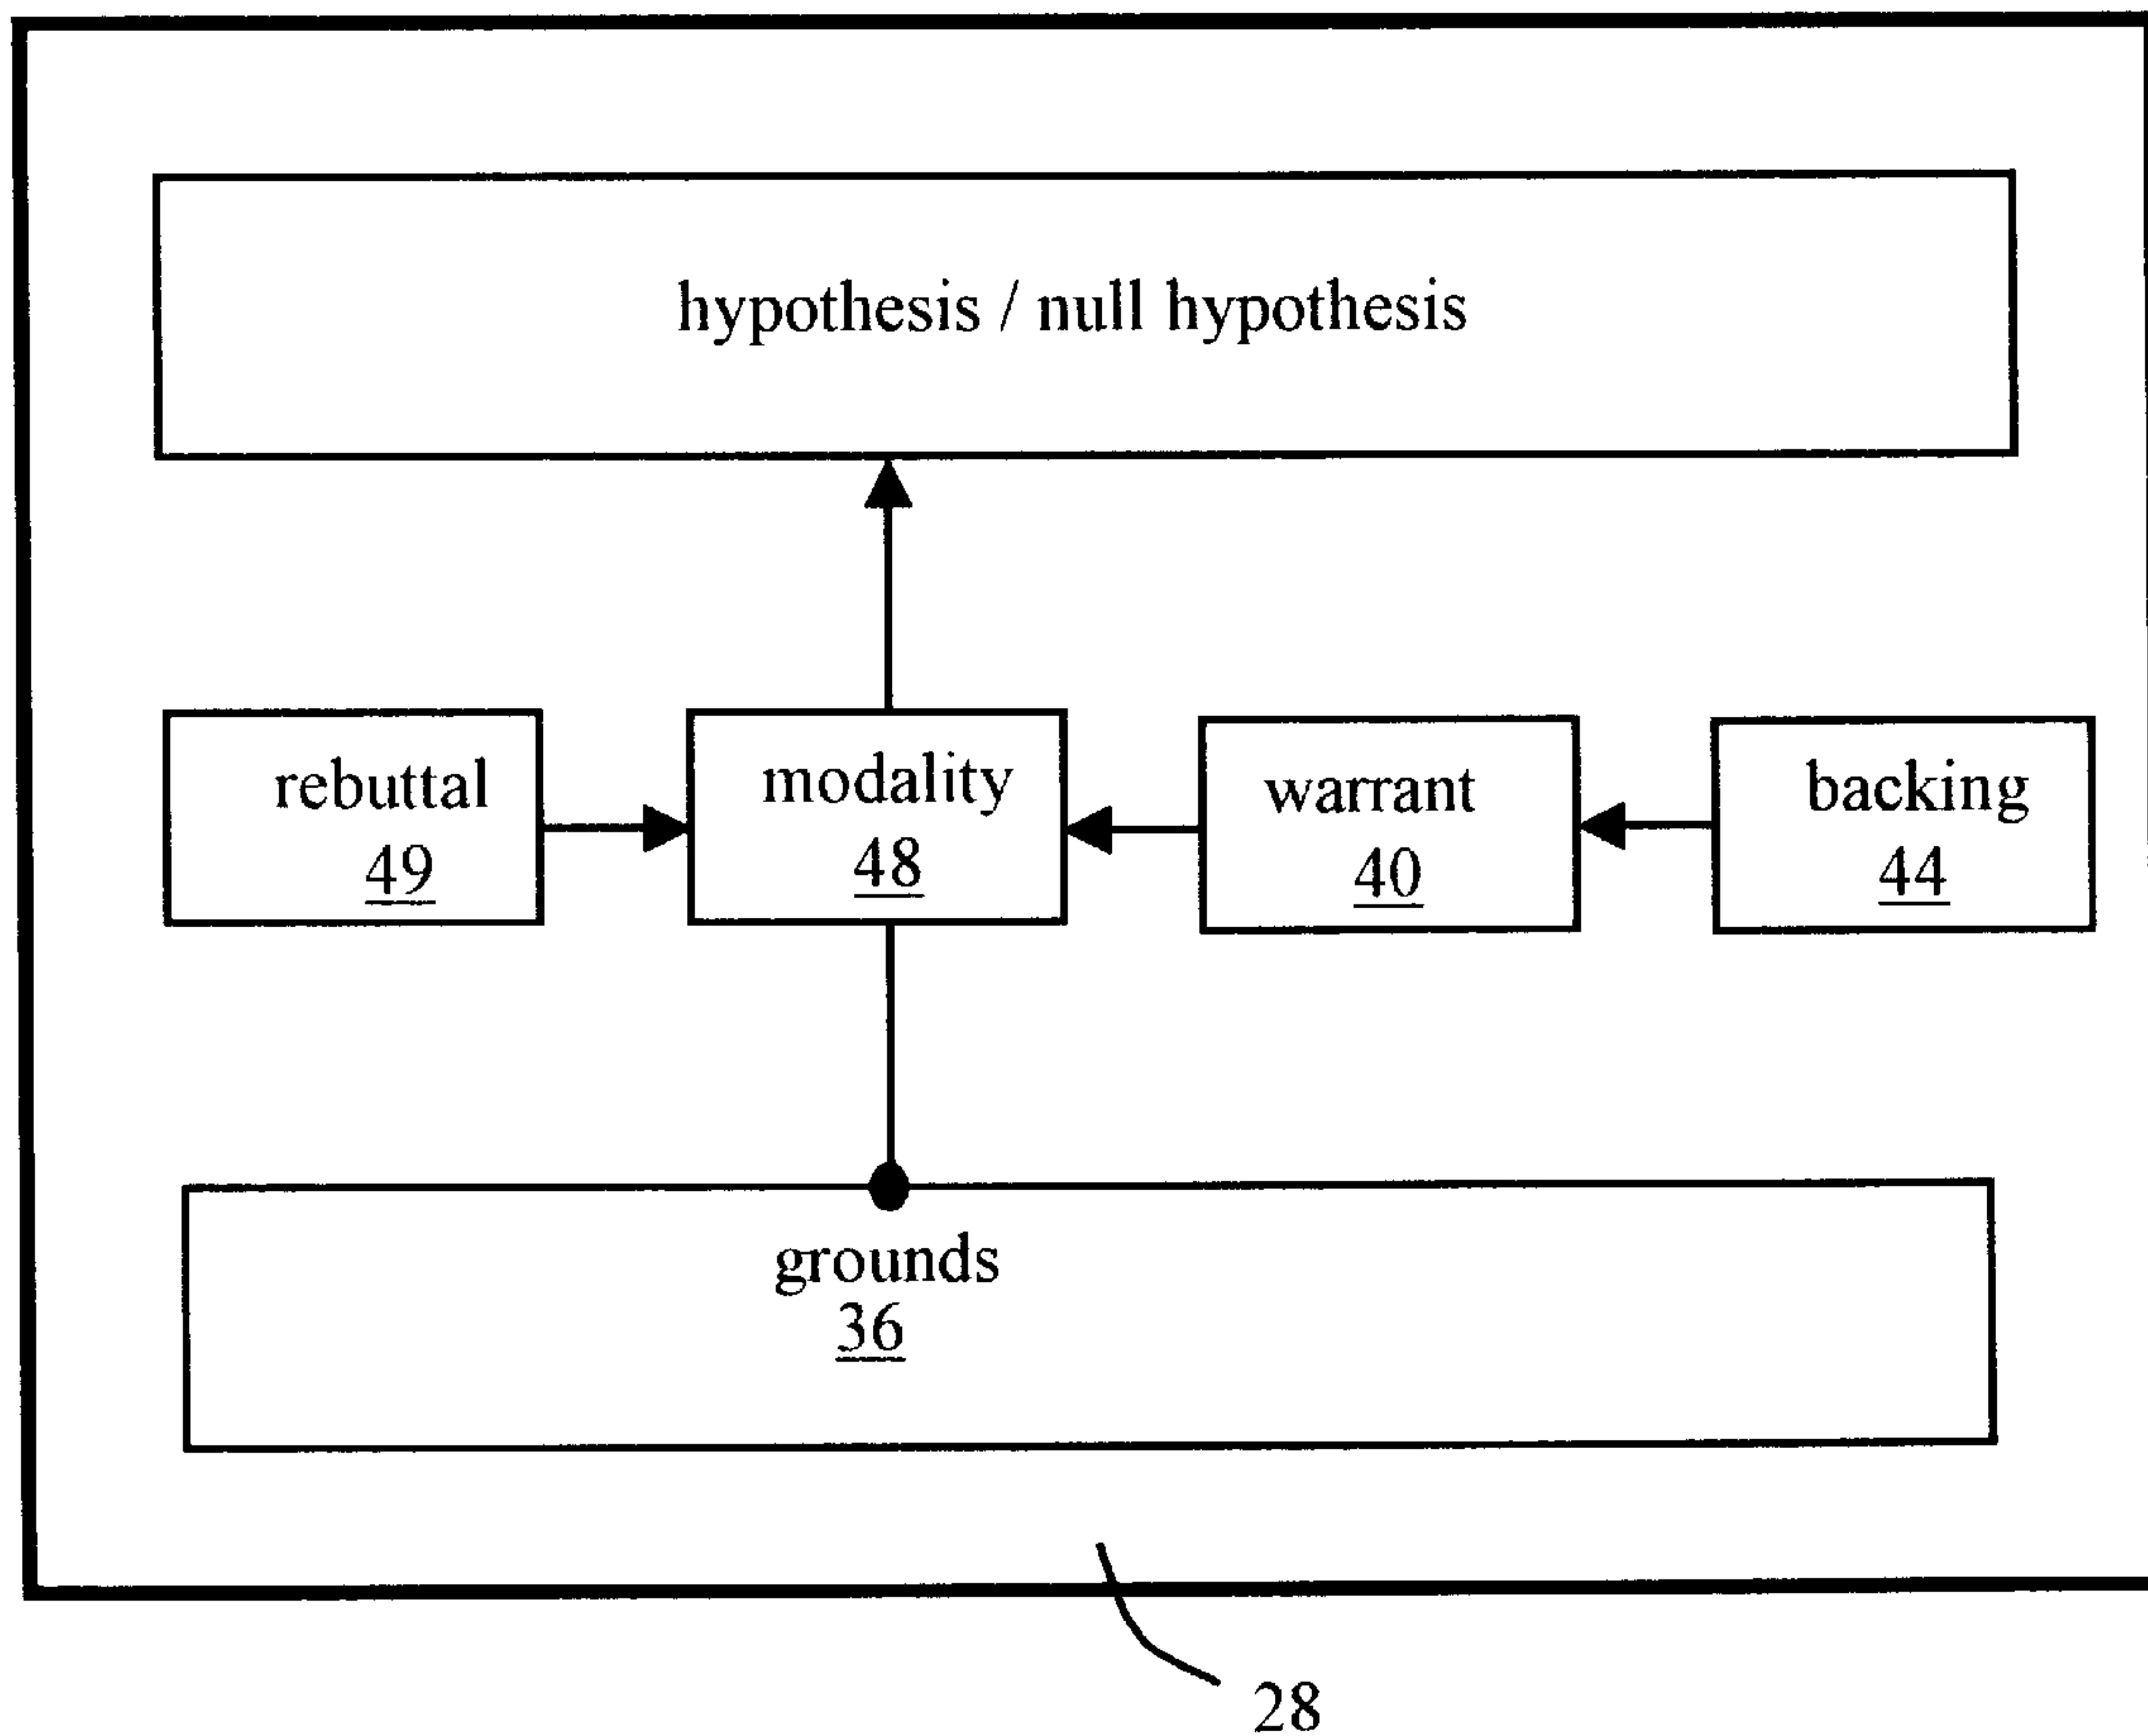 hypothesis / null hypothesis
rebuttal
49
modality
48
warrant
40
backing
44
grounds
36
28